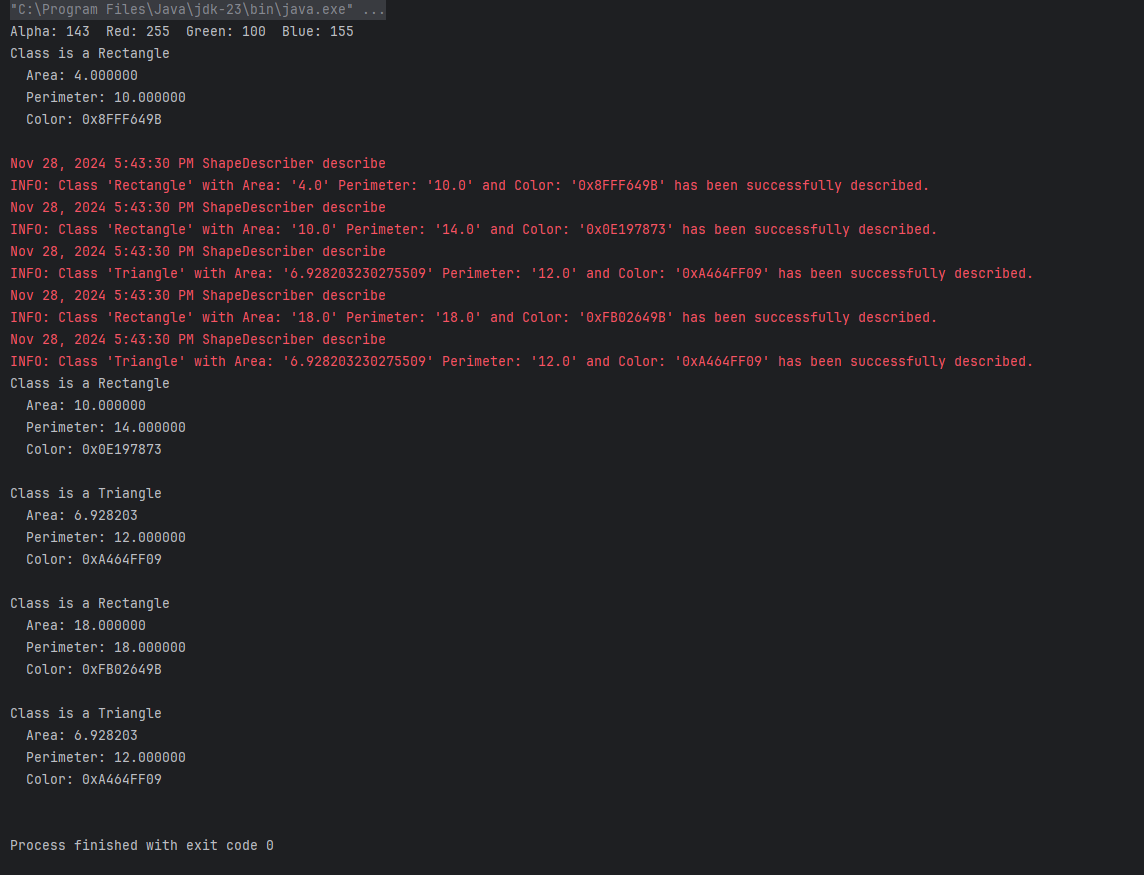 "C:\Program Files\Java\jdk-23\bin\java.exe" ...
Alpha: 143  Red: 255  Green: 100  Blue: 155
Class is a Rectangle
  Area: 4.000000
  Perimeter: 10.000000
  Color: 0x8FFF649B

Nov 28, 2024 5:43:30 PM ShapeDescriber describe
INFO: Class 'Rectangle' with Area: '4.0' Perimeter: '10.0' and Color: '0x8FFF649B' has been successfully described.
Nov 28, 2024 5:43:30 PM ShapeDescriber describe
INFO: Class 'Rectangle' with Area: '10.0' Perimeter: '14.0' and Color: '0x0E197873' has been successfully described.
Nov 28, 2024 5:43:30 PM ShapeDescriber describe
INFO: Class 'Triangle' with Area: '6.928203230275509' Perimeter: '12.0' and Color: '0xA464FF09' has been successfully described.
Nov 28, 2024 5:43:30 PM ShapeDescriber describe
INFO: Class 'Rectangle' with Area: '18.0' Perimeter: '18.0' and Color: '0xFB02649B' has been successfully described.
Nov 28, 2024 5:43:30 PM ShapeDescriber describe
INFO: Class 'Triangle' with Area: '6.928203230275509' Perimeter: '12.0' and Color: '0xA464FF09' has been successfully described.
Class is a Rectangle
  Area: 10.000000
  Perimeter: 14.000000
  Color: 0x0E197873

Class is a Triangle
  Area: 6.928203
  Perimeter: 12.000000
  Color: 0xA464FF09

Class is a Rectangle
  Area: 18.000000
  Perimeter: 18.000000
  Color: 0xFB02649B

Class is a Triangle
  Area: 6.928203
  Perimeter: 12.000000
  Color: 0xA464FF09


Process finished with exit code 0